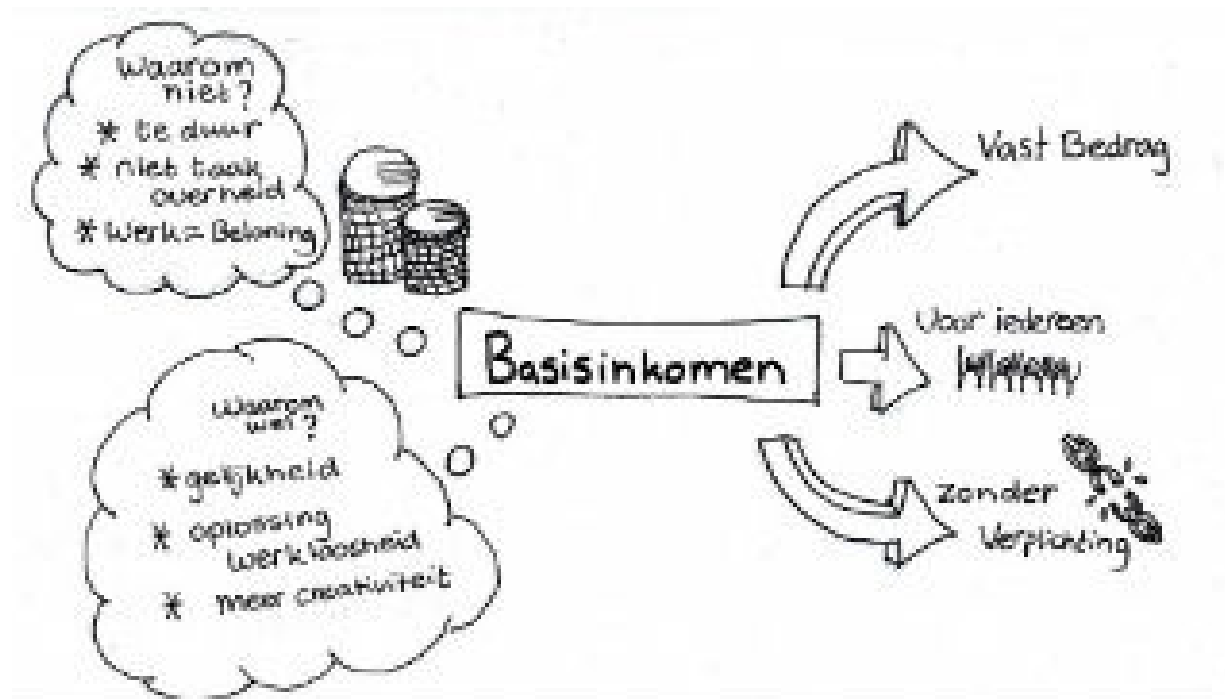 Waarom
niet?
* te duur
* niet taak
overheid
* Werk = Beloning
Basisinkomen
Waarom
wel?
* gelijkheid
* oplossing
werkloosheid
* meer creativiteit
Vast Bedrag
Voor iedereen
zonder
Verplichting